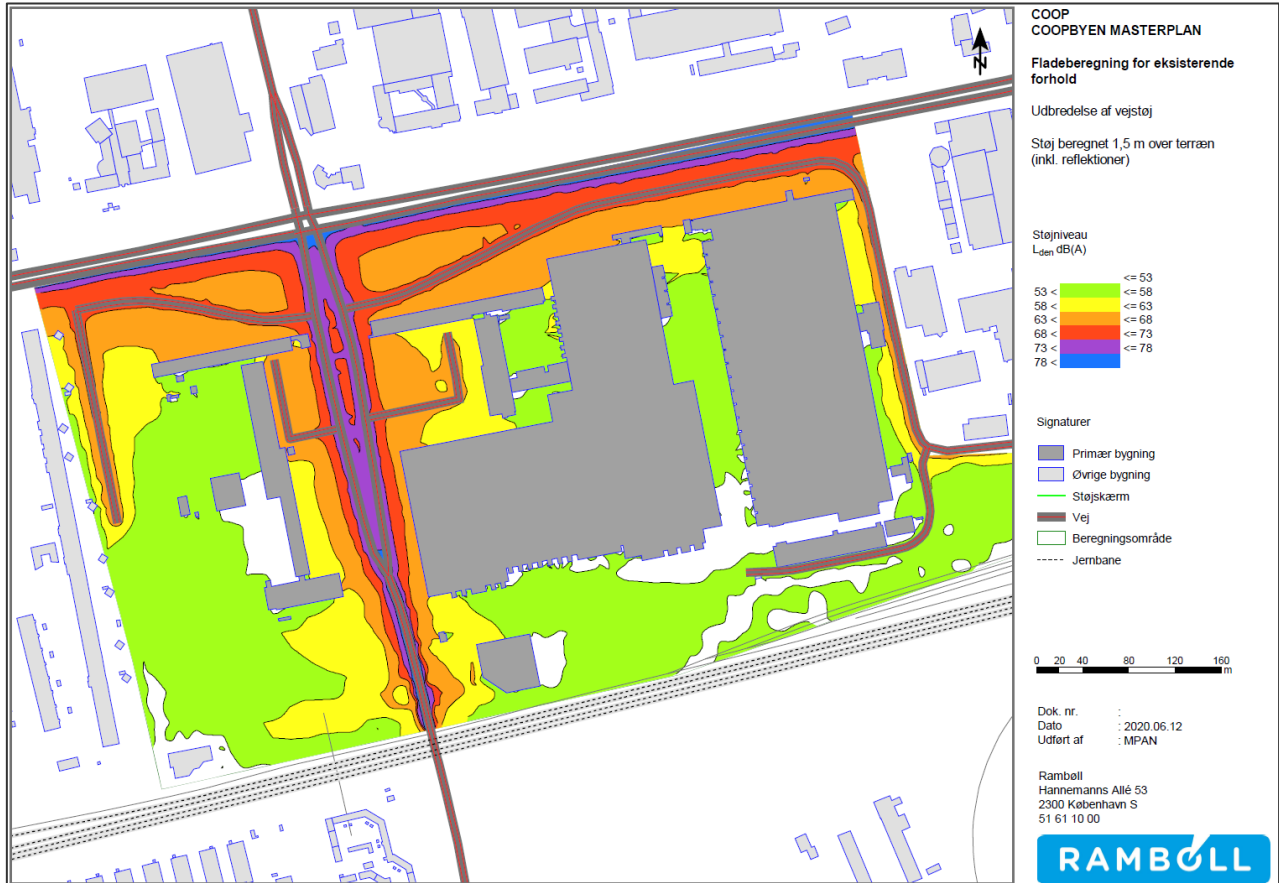 COOP
COOPBYEN MASTERPLAN
Fladeberegning for eksisterende
forhold
Udbredelse af vejstøj
Støj beregnet 1,5 m over terræn
(inkl. reflektioner)
N
Støjniveau
Lden dB(A)
<= 53
53 < <= 58
58 < <= 63
63 < <= 68
68 < <= 73
73 < <= 78
78 <
Signaturer
Primær bygning
Øvrige bygning
Støjskærm
Vej
Beregningsområde
Jernbane
0 20 40 80 120 160
m
Dok. nr. :
Dato : 2020.06.12
Udført af : MPAN
Rambøll
Hannemanns Allé 53
2300 København S
51 61 10 00
RAMBOLL